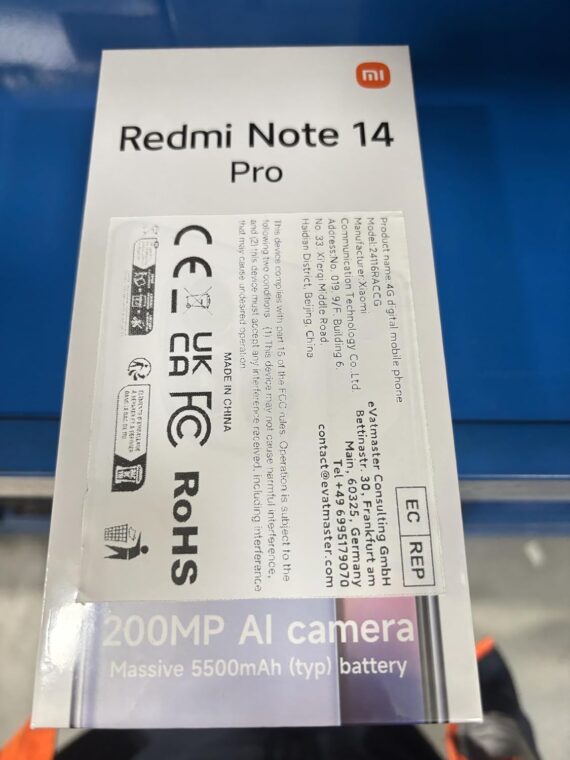 mi
Redmi Note 14
Pro
Product name:4G digital mobile phone
Model:24116RACCG
Manufacturer:Xiaomi
Communication Technology Co., Ltd.
Address:No. 019, 9/F, Building 6,
No. 33, Xi'erqi Middle Road,
Haidian District, Beijing, China
EC REP
eVatmaster Consulting GmbH
Bettinastr. 30, Frankfurt am
Main, 60325, Germany
Tel,+49 6995179070
contact@evatmaster.com
This device complies with part 15 of the FCC rules. Operation is subject to the
following two conditions : (1) This device may not cause harmful interference,
and (2) this device must accept any interference received, including interference
that may cause undesired operation.
MADE IN CHINA
CE
UK
CA
FC
RoHS
200MP AI camera
Massive 5500mAh (typ) battery